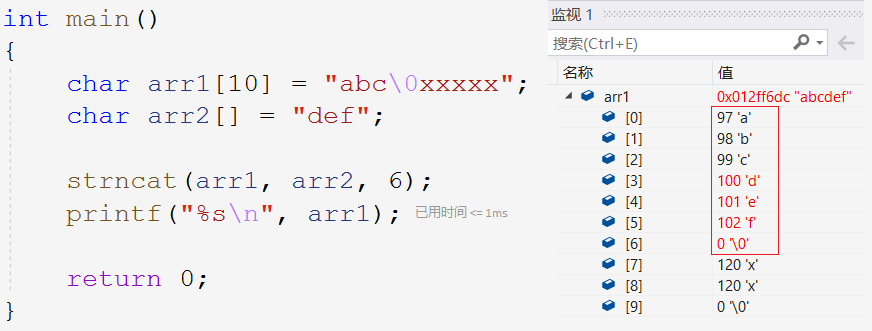 int main()
{
char arr1[10] = "abc\0xxxxx";
char arr2[] = "def";
strncat(arr1, arr2, 6);
printf("%s\n", arr1); 已用时间 <= 1ms
return 0;
}
监视 1
搜索(Ctrl+E)
名称 值
arr1 0x012ff6dc "abcdef"
[0] 97 'a'
[1] 98 'b'
[2] 99 'c'
[3] 100 'd'
[4] 101 'e'
[5] 102 'f'
[6] 0 '\0'
[7] 120 'x'
[8] 120 'x'
[9] 0 '\0'